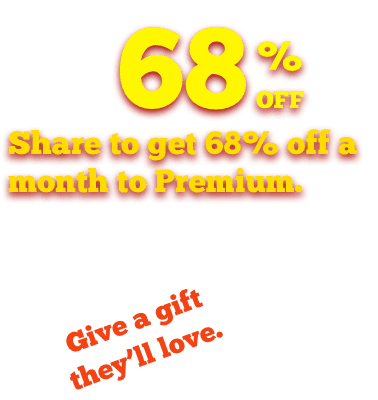 68%
OFF
Share to get 68% off a
month to Premium.
Give a gift
they’ll love.